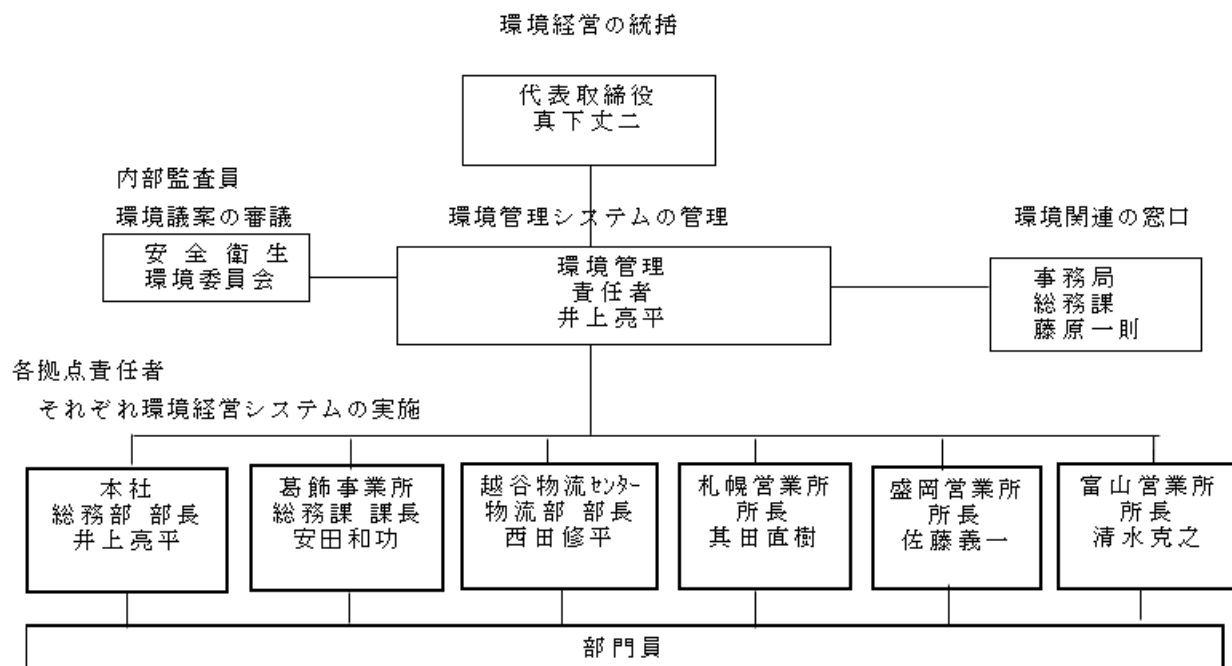 環境経営の統括
代表取締役
真下丈二
内部監査員
環境議案の審議
環境管理システムの管理
環境関連の窓口
安全衛生
環境委員会
環境管理
責任者
井上亮平
事務局
総務課
藤原一則
各拠点責任者
それぞれ環境経営システムの実施
本社
総務部 部長
井上亮平
葛飾事業所
総務課 課長
安田和功
越谷物流センター
物流部 部長
西田修平
札幌営業所
所長
其田直樹
盛岡営業所
所長
佐藤義一
富山営業所
所長
清水克之
部門員